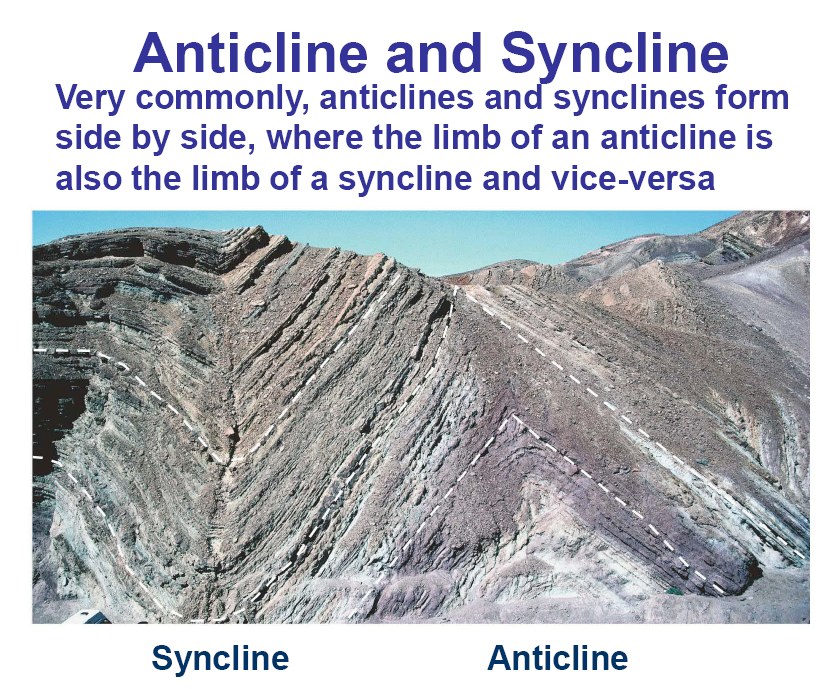 Anticline and Syncline
Very commonly, anticlines and synclines form
side by side, where the limb of an anticline is
also the limb of a syncline and vice-versa
Syncline Anticline